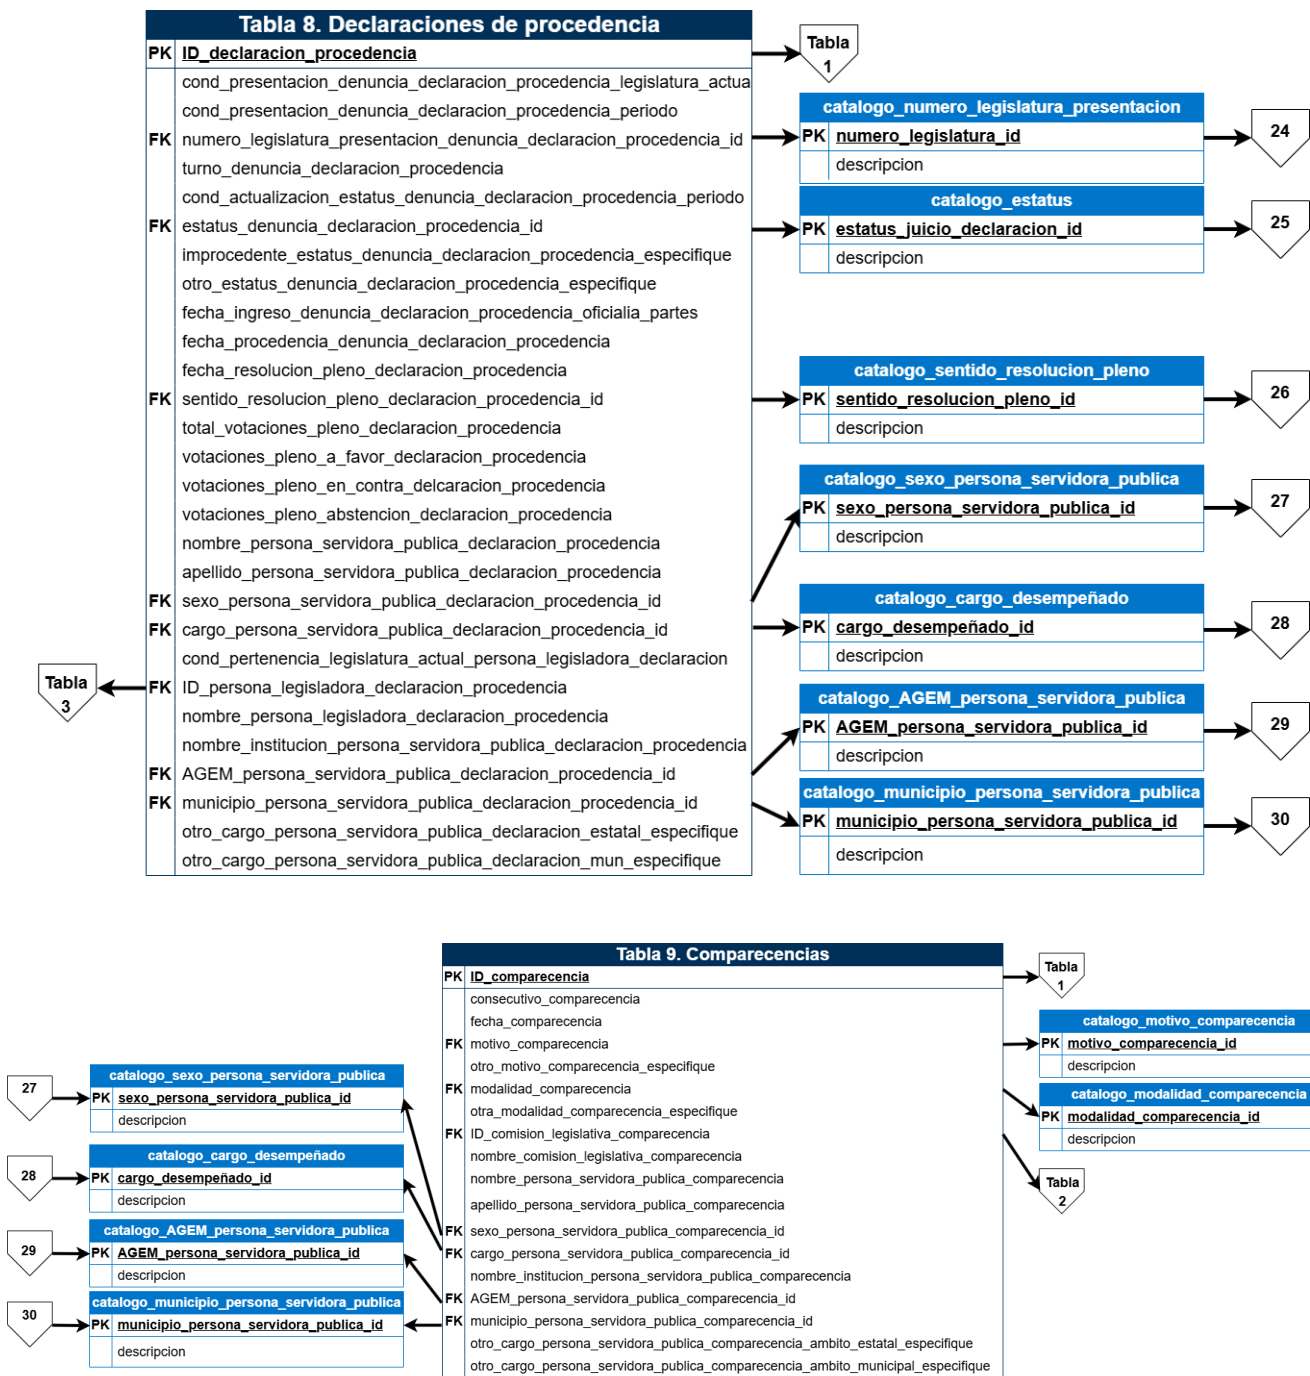 Tabla 8. Declaraciones de procedencia
PK ID_declaracion_procedencia
Tabla
1
cond_presentacion_denuncia_declaracion_procedencia_legislatura_actua
cond_presentacion_denuncia_declaracion_procedencia_periodo
FK numero_legislatura_presentacion_denuncia_declaracion_procedencia_id
turno_denuncia_declaracion_procedencia
cond_actualizacion_estatus_denuncia_declaracion_procedencia_periodo
FK estatus_denuncia_declaracion_procedencia_id
improcedente_estatus_denuncia_declaracion_procedencia_especifique
otro_estatus_denuncia_declaracion_procedencia_especifique
fecha_ingreso_denuncia_declaracion_procedencia_oficialia_partes
fecha_procedencia_denuncia_declaracion_procedencia
fecha_resolucion_pleno_declaracion_procedencia
FK sentido_resolucion_pleno_declaracion_procedencia_id
total_votaciones_pleno_declaracion_procedencia
votaciones_pleno_a_favor_declaracion_procedencia
votaciones_pleno_en_contra_delcaracion_procedencia
votaciones_pleno_abstencion_declaracion_procedencia
nombre_persona_servidora_publica_declaracion_procedencia
apellido_persona_servidora_publica_declaracion_procedencia
FK sexo_persona_servidora_publica_declaracion_procedencia_id
FK cargo_persona_servidora_publica_declaracion_procedencia_id
cond_pertenencia_legislatura_actual_persona_legisladora_declaracion
FK ID_persona_legisladora_declaracion_procedencia
nombre_persona_legisladora_declaracion_procedencia
nombre_institucion_persona_servidora_publica_declaracion_procedencia
FK AGEM_persona_servidora_publica_declaracion_procedencia_id
FK municipio_persona_servidora_publica_declaracion_procedencia_id
otro_cargo_persona_servidora_publica_declaracion_estatal_especifique
otro_cargo_persona_servidora_publica_declaracion_mun_especifique
Tabla
3
catalogo_numero_legislatura_presentacion
PK numero_legislatura_id
descripcion
24
catalogo_estatus
PK estatus_juicio_declaracion_id
descripcion
25
catalogo_sentido_resolucion_pleno
PK sentido_resolucion_pleno_id
descripcion
26
catalogo_sexo_persona_servidora_publica
PK sexo_persona_servidora_publica_id
descripcion
27
catalogo_cargo_desempeñado
PK cargo_desempeñado_id
descripcion
28
catalogo_AGEM_persona_servidora_publica
PK AGEM_persona_servidora_publica_id
descripcion
29
catalogo_municipio_persona_servidora_publica
PK municipio_persona_servidora_publica_id
descripcion
30
Tabla 9. Comparecencias
PK ID_comparecencia
consecutivo_comparecencia
fecha_comparecencia
FK motivo_comparecencia
otro_motivo_comparecencia_especifique
FK modalidad_comparecencia
otra_modalidad_comparecencia_especifique
FK ID_comision_legislativa_comparecencia
nombre_comision_legislativa_comparecencia
nombre_persona_servidora_publica_comparecencia
apellido_persona_servidora_publica_comparecencia
FK sexo_persona_servidora_publica_comparecencia_id
FK cargo_persona_servidora_publica_comparecencia_id
nombre_institucion_persona_servidora_publica_comparecencia
FK AGEM_persona_servidora_publica_comparecencia_id
FK municipio_persona_servidora_publica_comparecencia_id
otro_cargo_persona_servidora_publica_comparecencia_ambito_estatal_especifique
otro_cargo_persona_servidora_publica_comparecencia_ambito_municipal_especifique
Tabla
1
catalogo_motivo_comparecencia
PK motivo_comparecencia_id
descripcion
catalogo_modalidad_comparecencia
PK modalidad_comparecencia_id
descripcion
Tabla
2
27
catalogo_sexo_persona_servidora_publica
PK sexo_persona_servidora_publica_id
descripcion
28
catalogo_cargo_desempeñado
PK cargo_desempeñado_id
descripcion
29
catalogo_AGEM_persona_servidora_publica
PK AGEM_persona_servidora_publica_id
descripcion
30
catalogo_municipio_persona_servidora_publica
PK municipio_persona_servidora_publica_id
descripcion